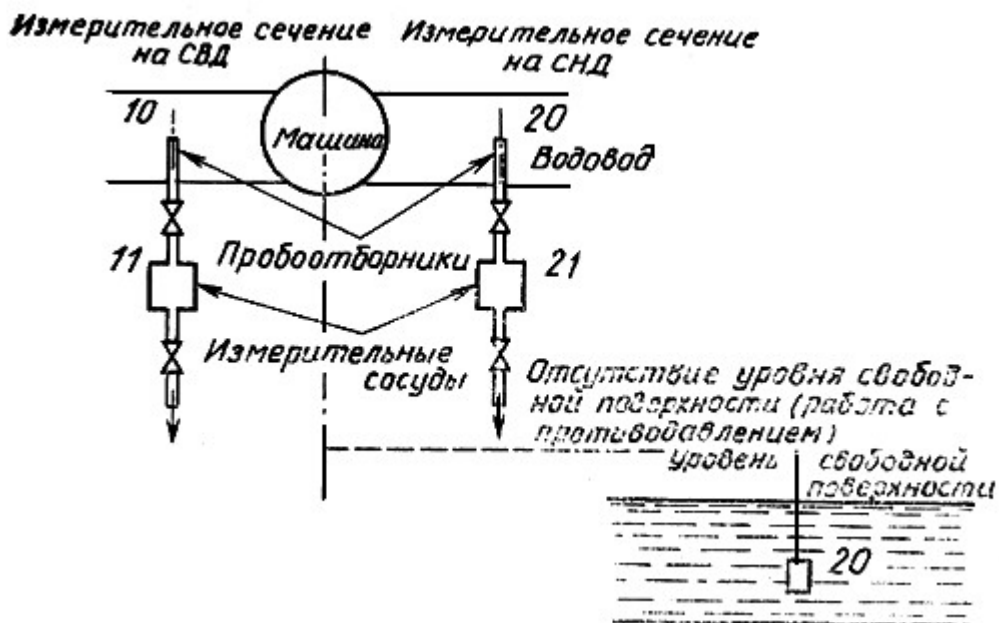 Измерительное сечение
на СВД
Измерительное сечение
на СНД
10
20
Машина
Водовод
11
Пробоотборники
21
Измерительные
сосуды
Отсутствие уровня свобод-
ной поверхности (работа с
противодавлением)
уровень свободной
поверхности
20